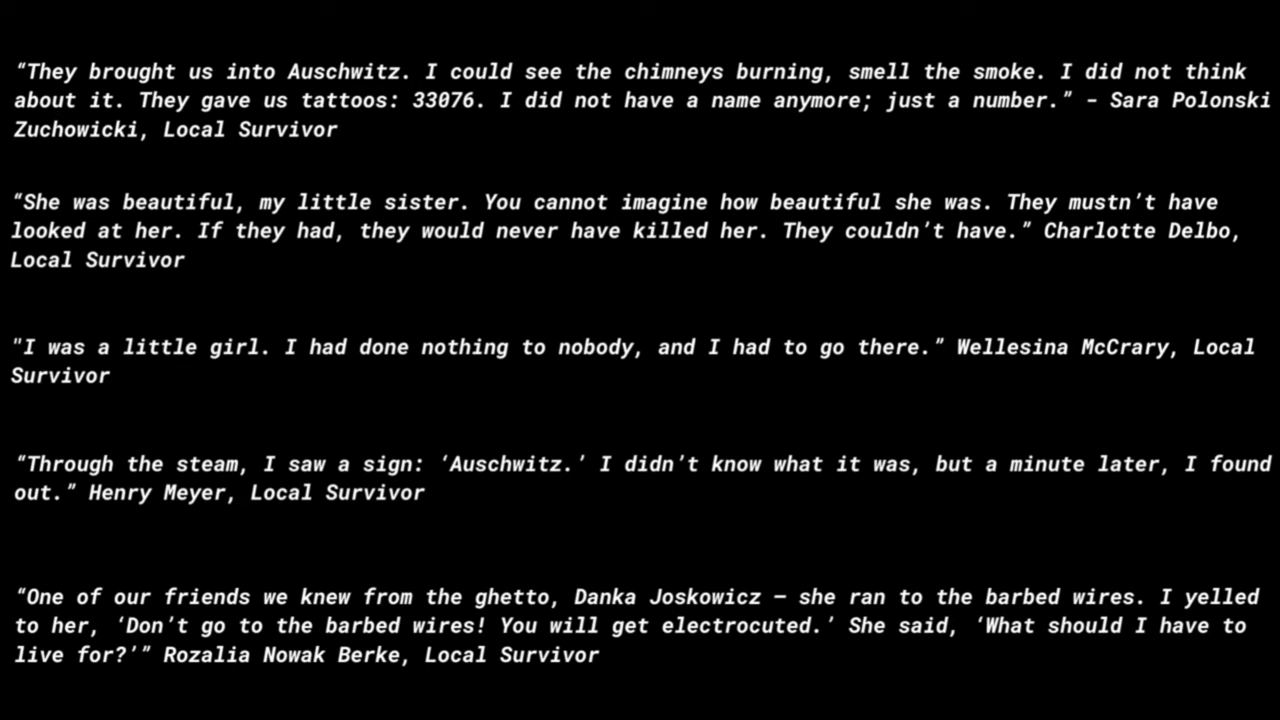 “They brought us into Auschwitz. I could see the chimneys burning, smell the smoke. I did not think
about it. They gave us tattoos: 33076. I did not have a name anymore; just a number.” - Sara Polonski
Zuchowicki, Local Survivor
“She was beautiful, my little sister. You cannot imagine how beautiful she was. They mustn’t have
looked at her. If they had, they would never have killed her. They couldn’t have.” Charlotte Delbo,
Local Survivor
"I was a little girl. I had done nothing to nobody, and I had to go there.” Wellesina McCrary, Local
Survivor
“Through the steam, I saw a sign: ‘Auschwitz.’ I didn’t know what it was, but a minute later, I found
out.” Henry Meyer, Local Survivor
“One of our friends we knew from the ghetto, Danka Joskowicz – she ran to the barbed wires. I yelled
to her, ‘Don’t go to the barbed wires! You will get electrocuted.’ She said, ‘What should I have to
live for?’” Rozalia Nowak Berke, Local Survivor